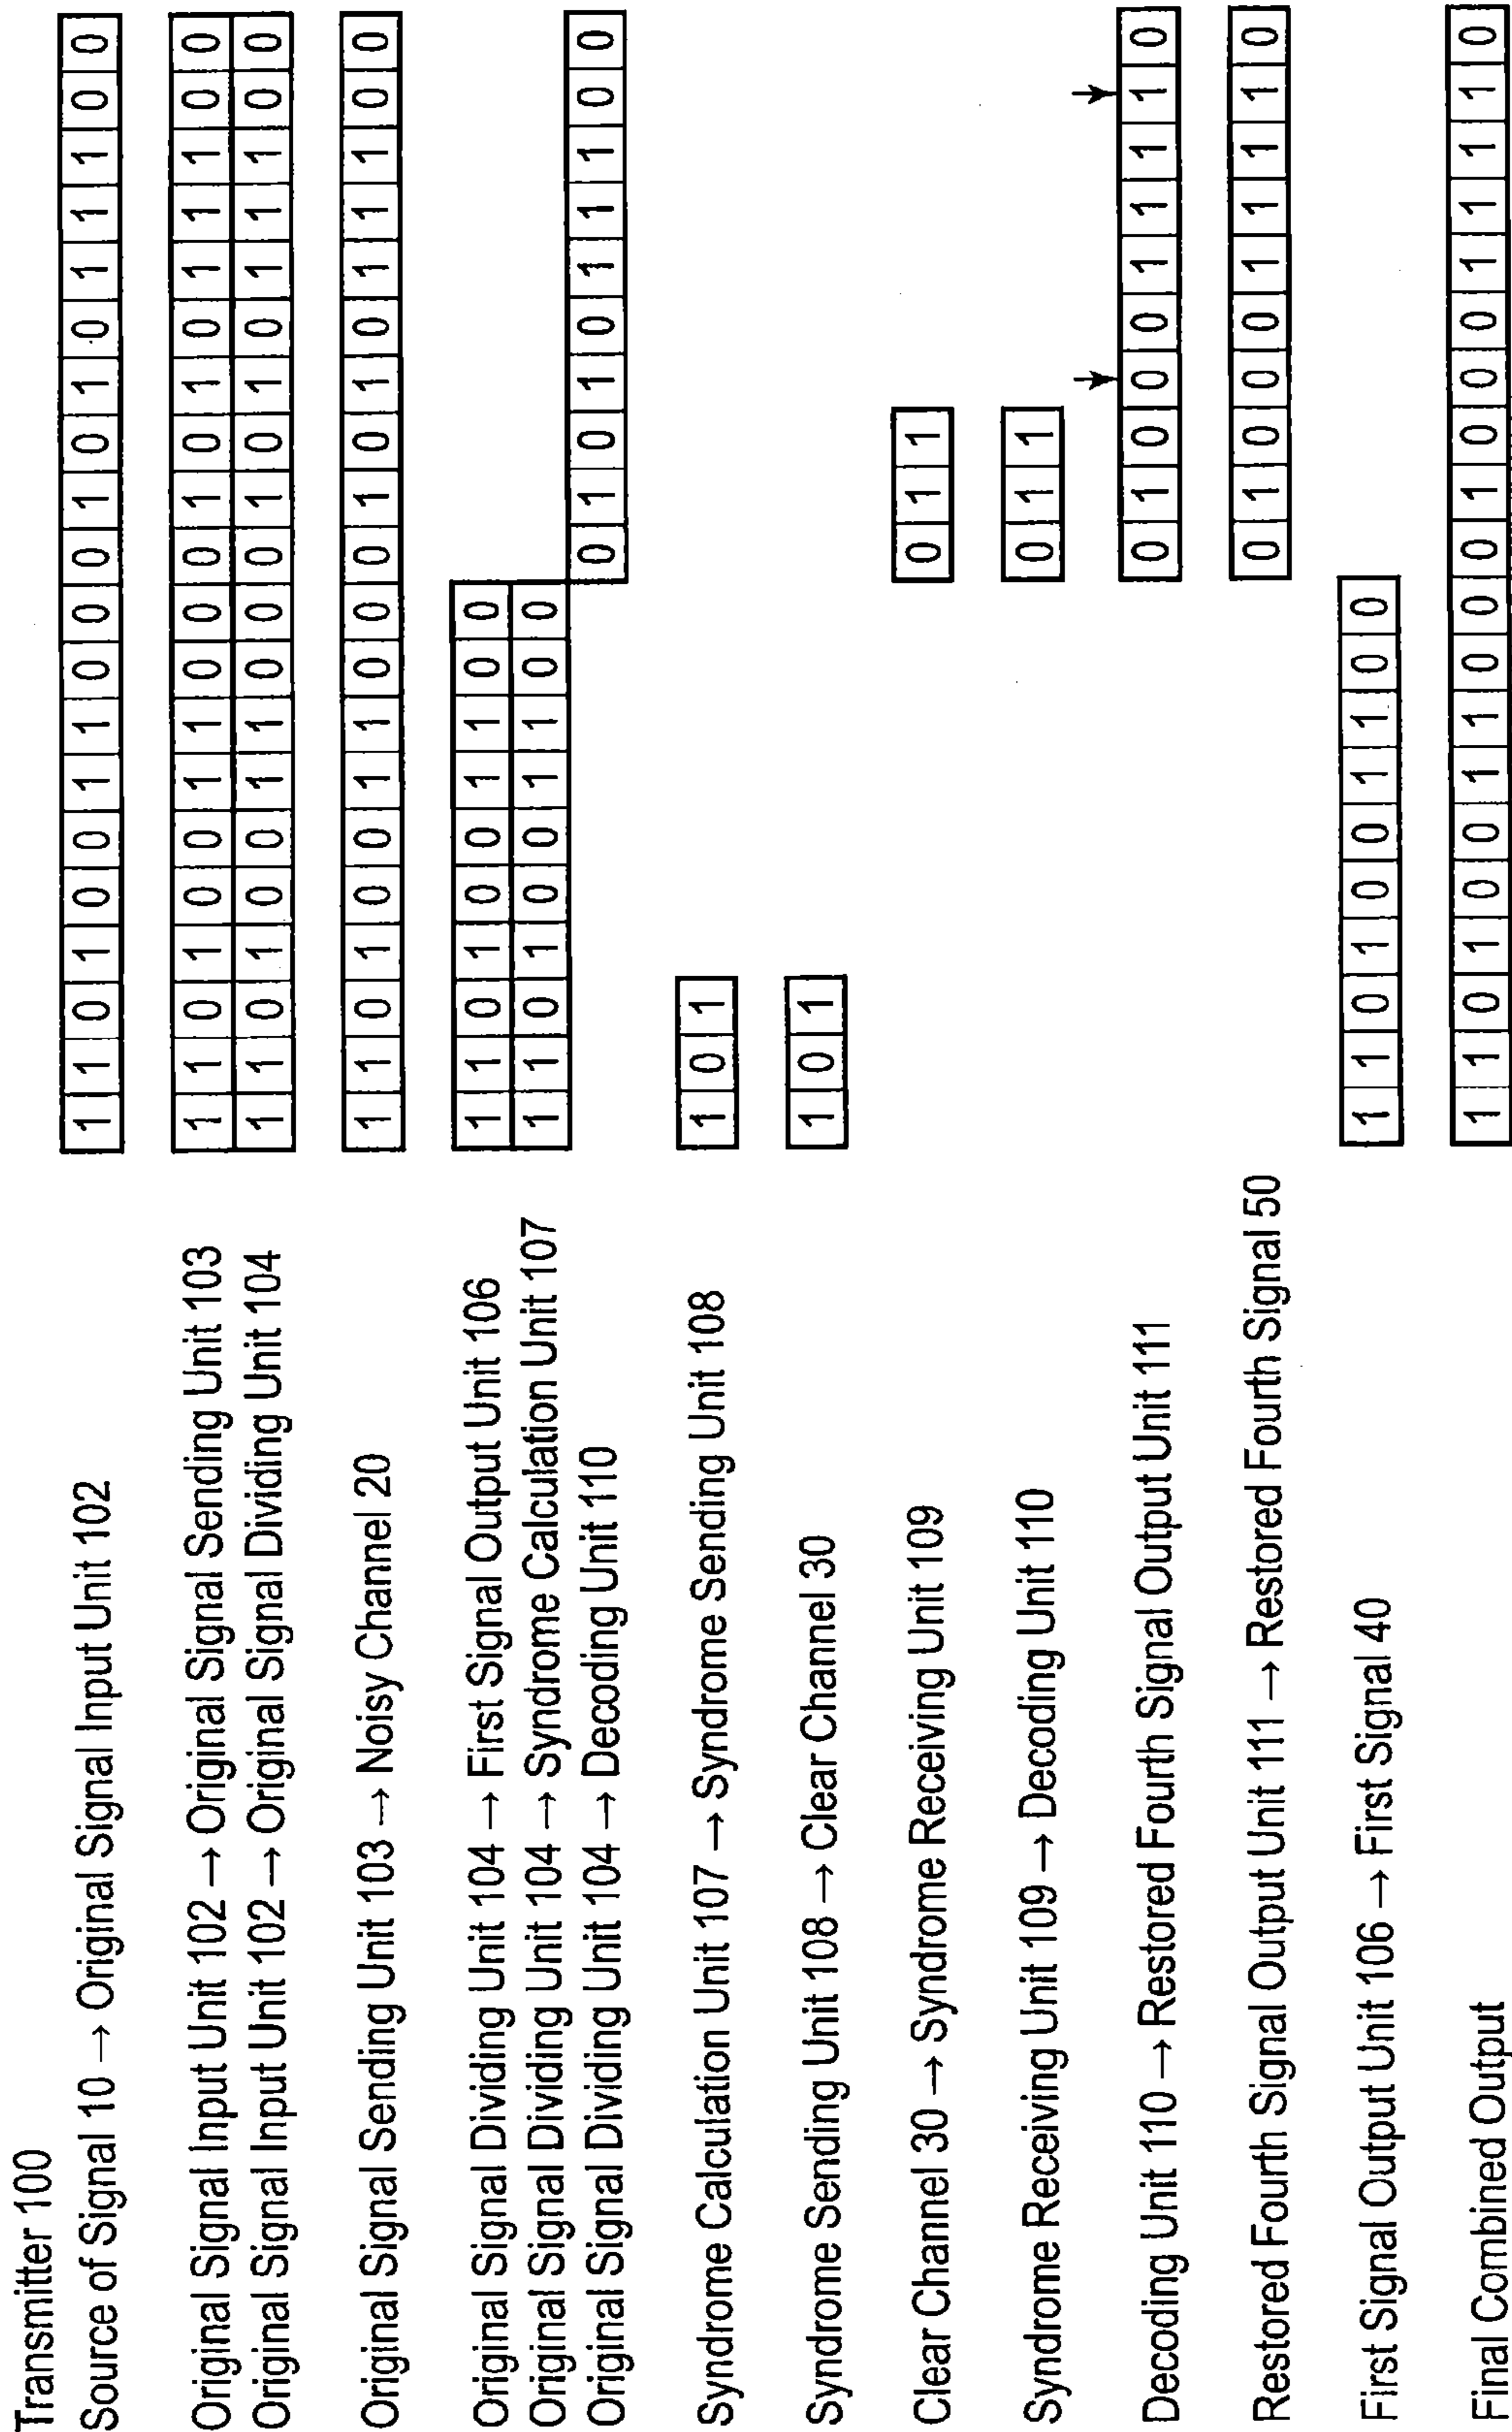 Transmitter 100
Source of Signal 10 → Original Signal Input Unit 102 1 1 0 1 0 0 1 1 0 0 0 1 0 1 0 1 1 1 0 0
Original Signal Input Unit 102 → Original Signal Sending Unit 103 1 1 0 1 0 0 1 1 0 0 0 1 0 1 0 1 1 1 0 0
Original Signal Input Unit 102 → Original Signal Dividing Unit 104 1 1 0 1 0 0 1 1 0 0 0 1 0 1 0 1 1 1 0 0
Original Signal Sending Unit 103 → Noisy Channel 20 1 1 0 1 0 0 1 1 0 0 0 1 0 1 0 1 1 1 0 0
Original Signal Dividing Unit 104 → First Signal Output Unit 106 1 1 0 1 0 0 1 1 0 0
Original Signal Dividing Unit 104 → Syndrome Calculation Unit 107 1 1 0 1 0 0 1 1 0 0
Original Signal Dividing Unit 104 → Decoding Unit 110 0 1 0 1 0 1 1 1 0 0
Syndrome Calculation Unit 107 → Syndrome Sending Unit 108 1 0 1
Syndrome Sending Unit 108 → Clear Channel 30 1 0 1
Clear Channel 30 → Syndrome Receiving Unit 109 0 1 1
Syndrome Receiving Unit 109 → Decoding Unit 110 0 1 1
Decoding Unit 110 → Restored Fourth Signal Output Unit 111 0 1 0 0 0 1 1 1 1 0
Restored Fourth Signal Output Unit 111 → Restored Fourth Signal 50 0 1 0 0 0 1 1 1 1 0
First Signal Output Unit 106 → First Signal 40 1 1 0 1 0 0 1 1 0 0
Final Combined Output 1 1 0 1 0 0 1 1 0 0 0 1 0 0 0 1 1 1 1 0